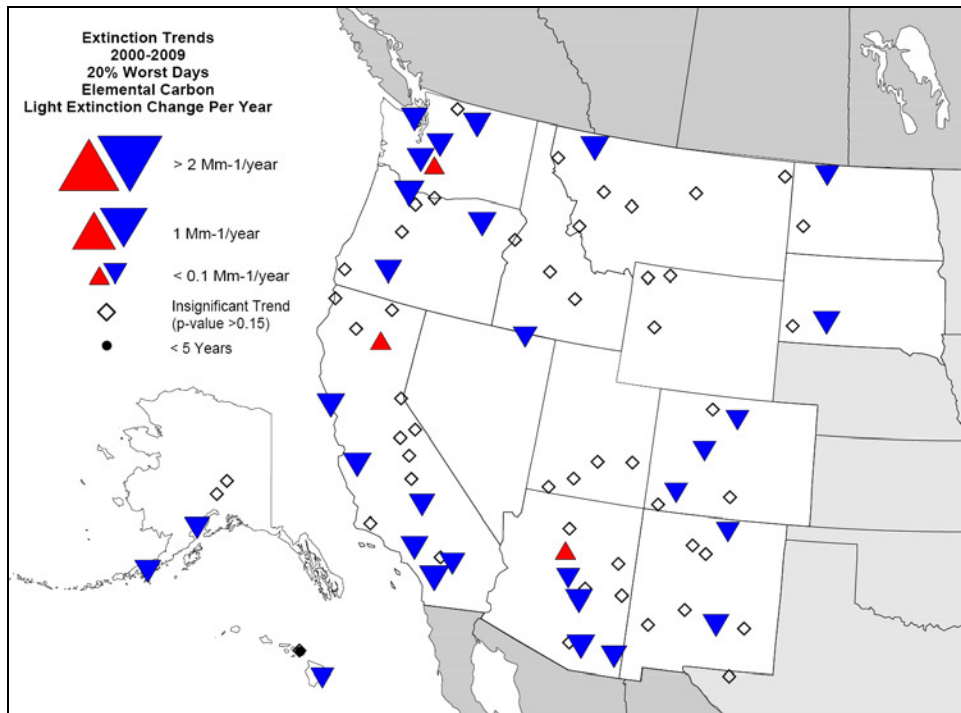 Extinction Trends
2000-2009
20% Worst Days
Elemental Carbon
Light Extinction Change Per Year
> 2 Mm-1/year
1 Mm-1/year
< 0.1 Mm-1/year
Insignificant Trend
(p-value >0.15)
< 5 Years